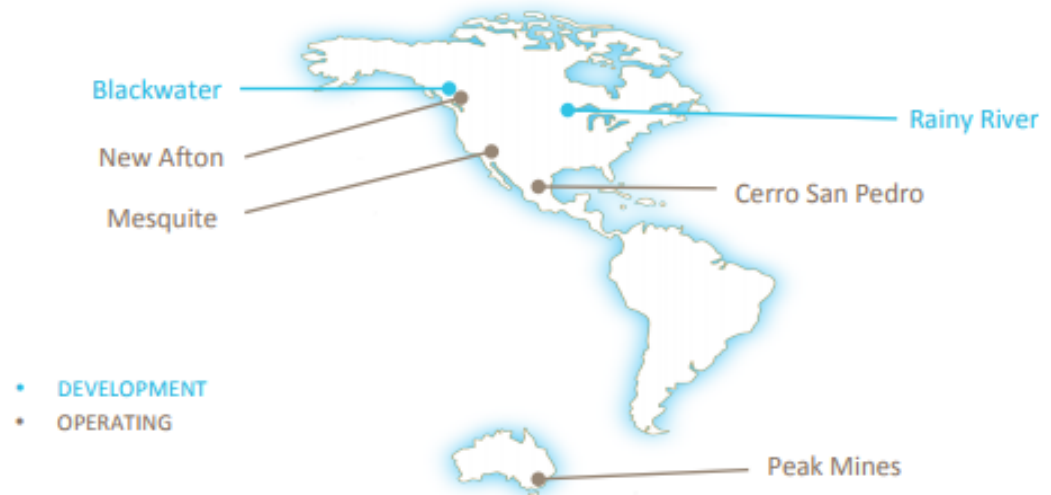 Blackwater
Rainy River
New Afton
Cerro San Pedro
Mesquite
• DEVELOPMENT
• OPERATING
Peak Mines